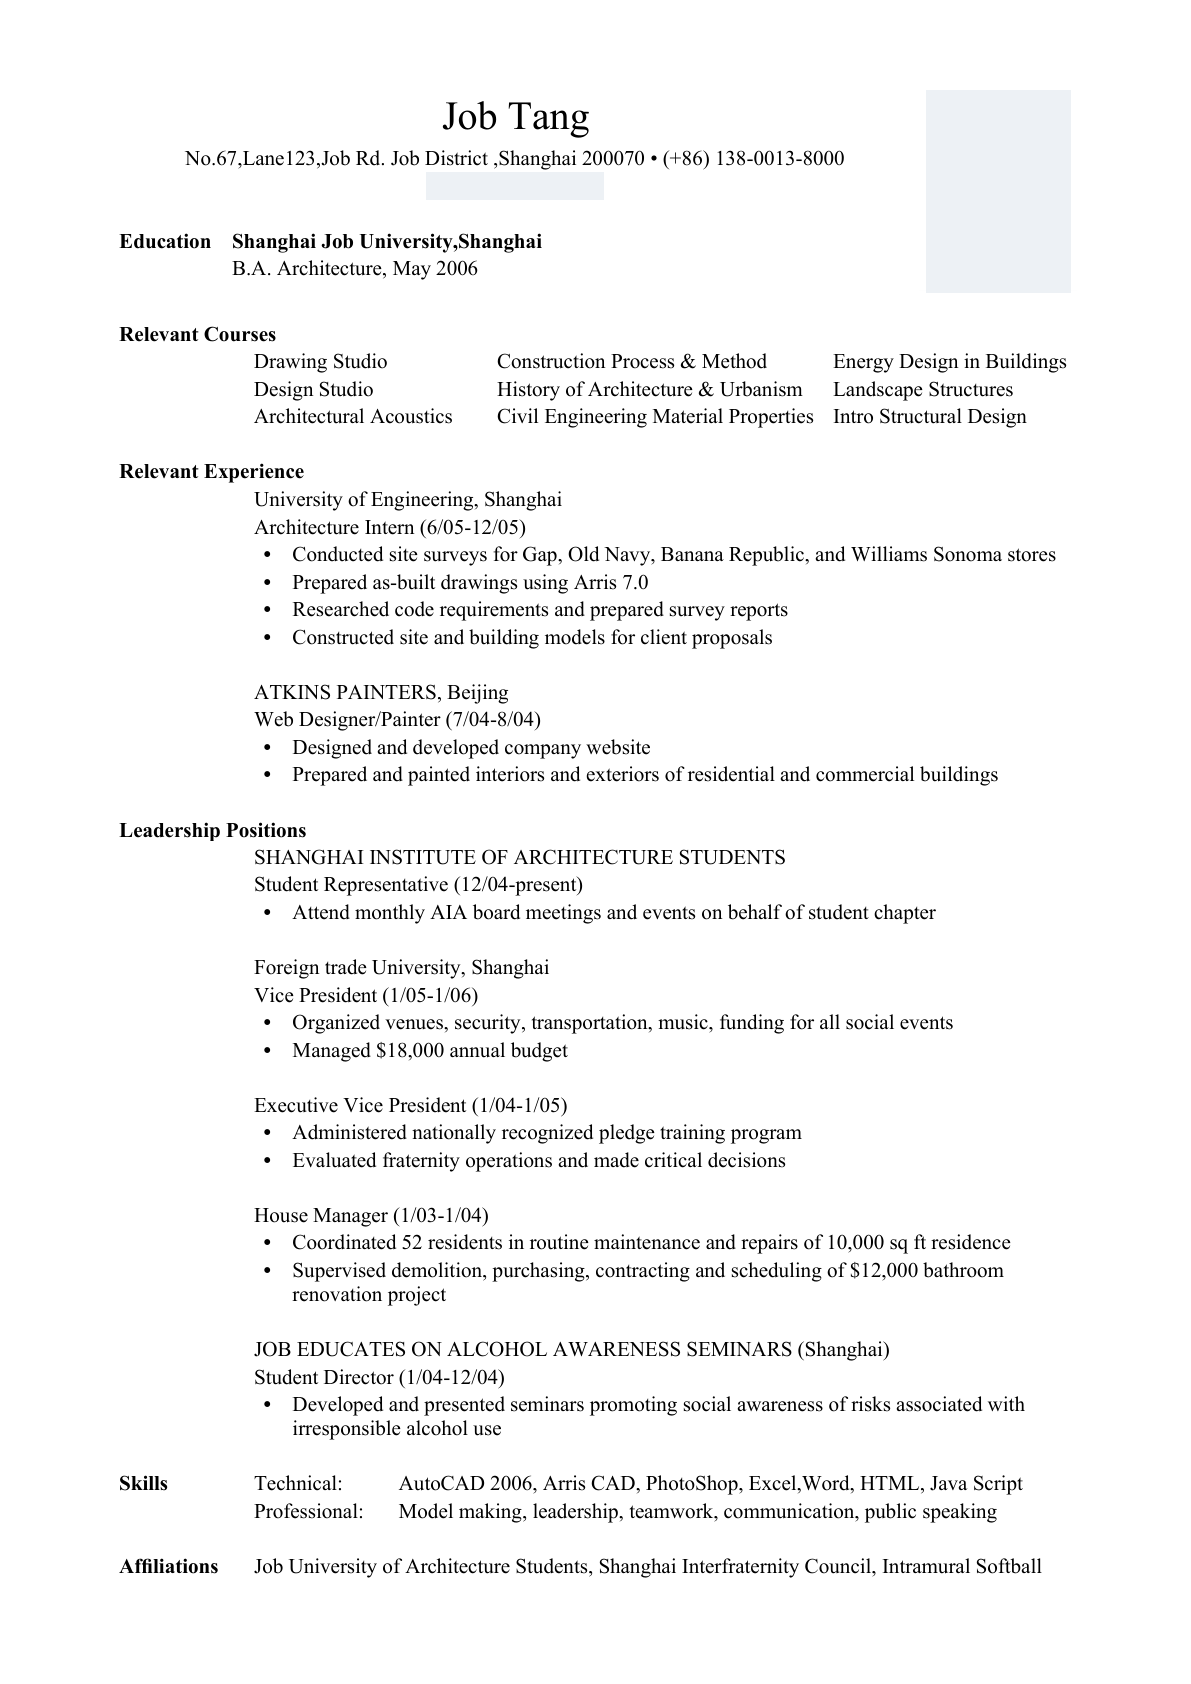 Job Tang
No.67,Lane123,Job Rd. Job District ,Shanghai 200070 • (+86) 138-0013-8000
Education Shanghai Job University,Shanghai
B.A. Architecture, May 2006
Relevant Courses
Drawing Studio Construction Process & Method Energy Design in Buildings
Design Studio History of Architecture & Urbanism Landscape Structures
Architectural Acoustics Civil Engineering Material Properties Intro Structural Design
Relevant Experience
University of Engineering, Shanghai
Architecture Intern (6/05-12/05)
• Conducted site surveys for Gap, Old Navy, Banana Republic, and Williams Sonoma stores
• Prepared as-built drawings using Arris 7.0
• Researched code requirements and prepared survey reports
• Constructed site and building models for client proposals
ATKINS PAINTERS, Beijing
Web Designer/Painter (7/04-8/04)
• Designed and developed company website
• Prepared and painted interiors and exteriors of residential and commercial buildings
Leadership Positions
SHANGHAI INSTITUTE OF ARCHITECTURE STUDENTS
Student Representative (12/04-present)
• Attend monthly AIA board meetings and events on behalf of student chapter
Foreign trade University, Shanghai
Vice President (1/05-1/06)
• Organized venues, security, transportation, music, funding for all social events
• Managed $18,000 annual budget
Executive Vice President (1/04-1/05)
• Administered nationally recognized pledge training program
• Evaluated fraternity operations and made critical decisions
House Manager (1/03-1/04)
• Coordinated 52 residents in routine maintenance and repairs of 10,000 sq ft residence
• Supervised demolition, purchasing, contracting and scheduling of $12,000 bathroom
renovation project
JOB EDUCATES ON ALCOHOL AWARENESS SEMINARS (Shanghai)
Student Director (1/04-12/04)
• Developed and presented seminars promoting social awareness of risks associated with
irresponsible alcohol use
Skills Technical: AutoCAD 2006, Arris CAD, PhotoShop, Excel,Word, HTML, Java Script
Professional: Model making, leadership, teamwork, communication, public speaking
Affiliations Job University of Architecture Students, Shanghai Interfraternity Council, Intramural Softball